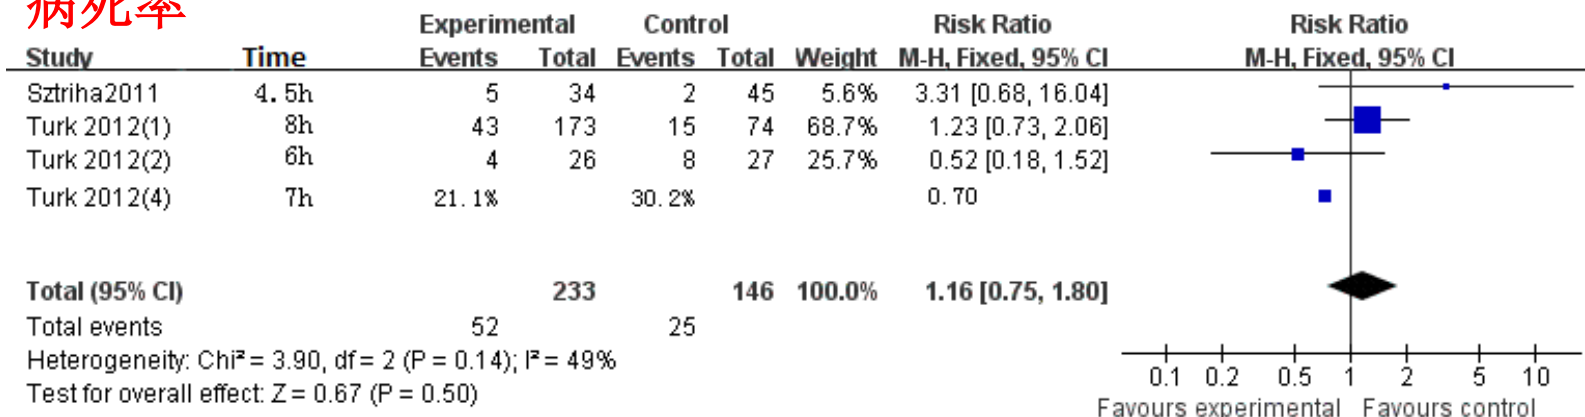 病死率
Experimental Control Risk Ratio Risk Ratio
Study Time Events Total Events Total Weight M-H, Fixed, 95% CI M-H, Fixed, 95% CI
Sztriha2011 4.5h 5 34 2 45 5.6% 3.31 [0.68, 16.04]
Turk 2012(1) 8h 43 173 15 74 68.7% 1.23 [0.73, 2.06]
Turk 2012(2) 6h 4 26 8 27 25.7% 0.52 [0.18, 1.52]
Turk 2012(4) 7h 21.1% 30.2% 0.70
Total (95% CI) 233 146 100.0% 1.16 [0.75, 1.80]
Total events 52 25
Heterogeneity: Chi² = 3.90, df = 2 (P = 0.14); I² = 49%
Test for overall effect: Z = 0.67 (P = 0.50)
0.1 0.2 0.5 1 2 5 10
Favours experimental Favours control